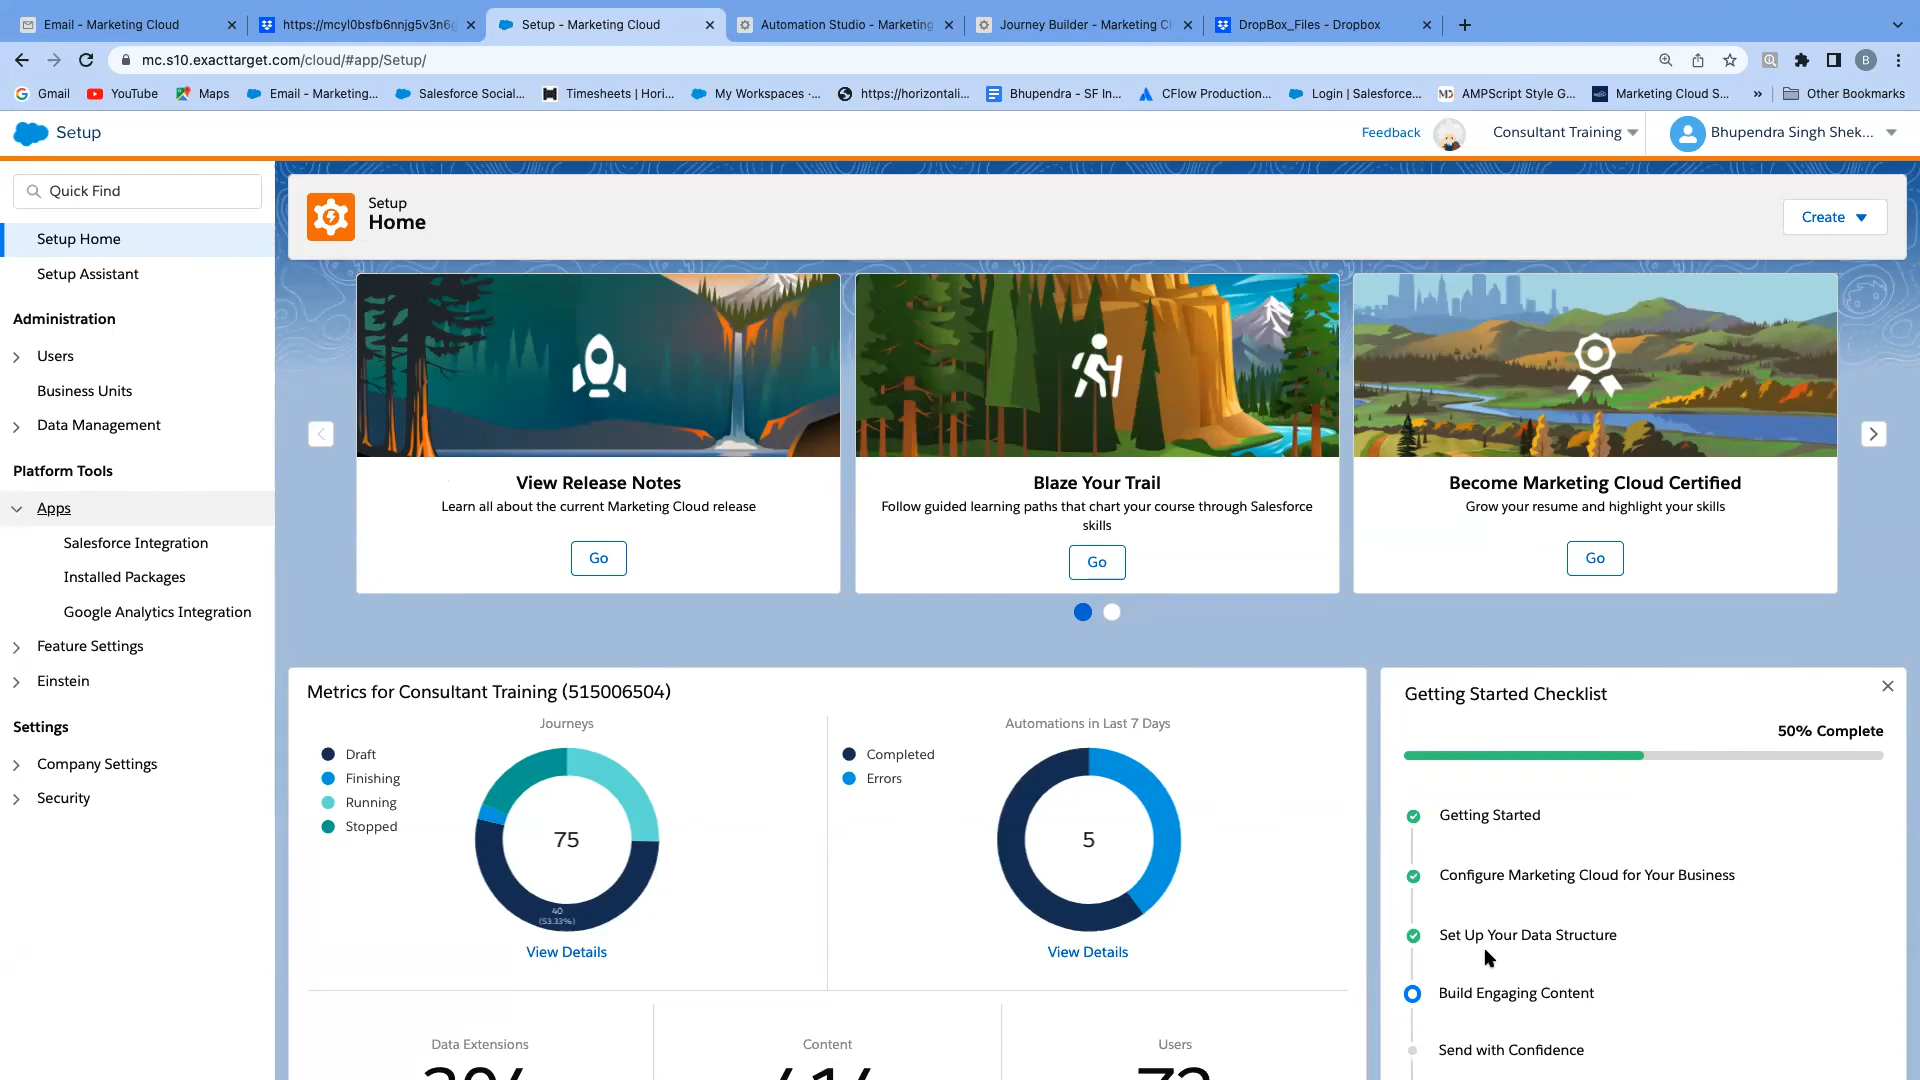 Email - Marketing Cloud
https://mcyl0bsfb6nnjg5v3n6g
Setup - Marketing Cloud
Automation Studio - Marketing
Journey Builder - Marketing Cl
DropBox_Files - Dropbox
mc.s10.exacttarget.com/cloud/#app/Setup/
B
Gmail
YouTube
Maps
Email - Marketing...
Salesforce Social...
Timesheets | Hori...
My Workspaces -...
https://horizontali...
Bhupendra - SF In...
CFlow Production...
Login | Salesforce...
AMPScript Style G...
Marketing Cloud S...
»
Other Bookmarks
Setup
Feedback
Consultant Training
Bhupendra Singh Shek...
Quick Find
Setup Home
Setup Assistant
Administration
Users
Business Units
Data Management
Platform Tools
Apps
Salesforce Integration
Installed Packages
Google Analytics Integration
Feature Settings
Einstein
Settings
Company Settings
Security
Setup
Home
Create
View Release Notes
Learn all about the current Marketing Cloud release
Go
Blaze Your Trail
Follow guided learning paths that chart your course through Salesforce
skills
Go
Become Marketing Cloud Certified
Grow your resume and highlight your skills
Go
Metrics for Consultant Training (515006504)
Journeys
Draft
Finishing
Running
Stopped
75
40
(53.33%)
View Details
Automations in Last 7 Days
Completed
Errors
5
View Details
Data Extensions
Content
Users
Getting Started Checklist
50% Complete
Getting Started
Configure Marketing Cloud for Your Business
Set Up Your Data Structure
Build Engaging Content
Send with Confidence